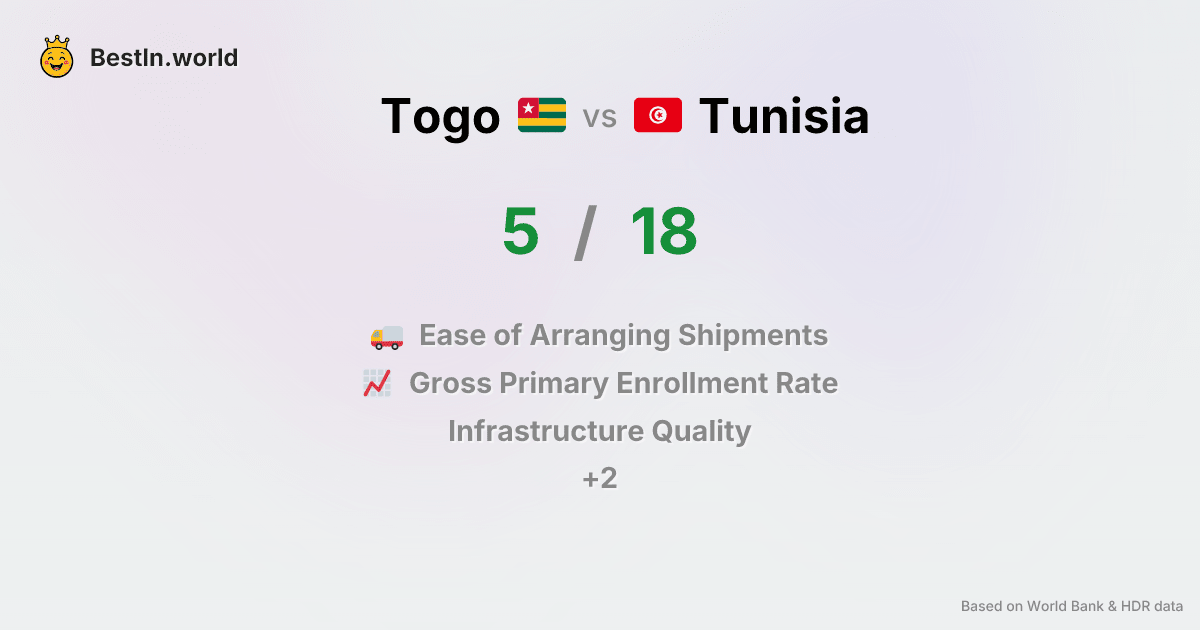 BestIn.world
Togo vs Tunisia
5 / 18
Ease of Arranging Shipments
Gross Primary Enrollment Rate
Infrastructure Quality
+2
Based on World Bank & HDR data